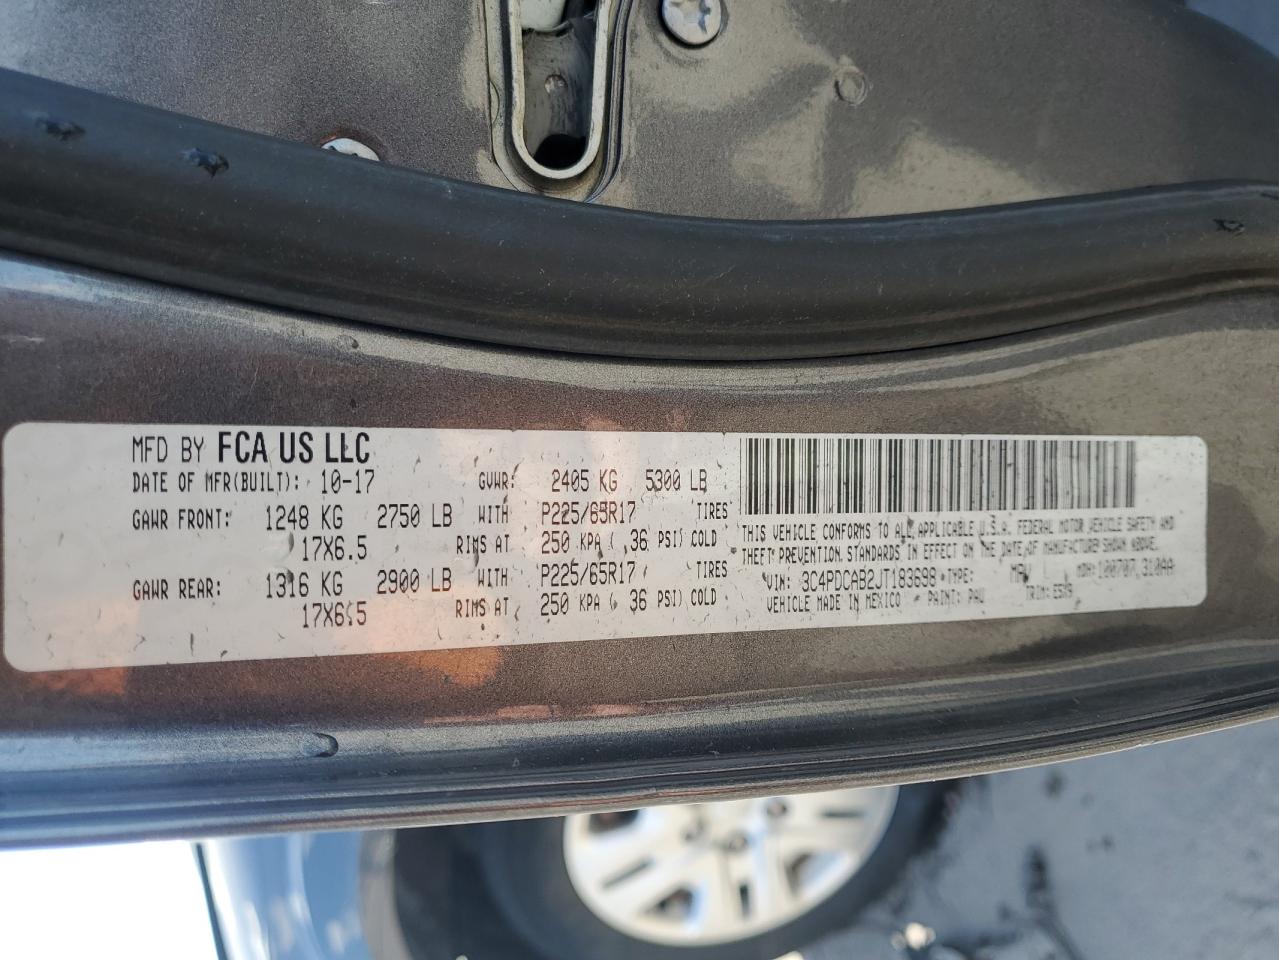 MFD BY FCA US LLC
DATE OF MFR(BUILT): 10-17 GVWR: 2405 KG 5300 LB
GAWR FRONT: 1248 KG 2750 LB WITH P225/65R17 TIRES
17X6.5 RIMS AT 250 KPA ( 36 PSI) COLD
GAWR REAR: 1316 KG 2900 LB WITH P225/65R17 TIRES
17X6.5 RIMS AT 250 KPA ( 36 PSI) COLD
THIS VEHICLE CONFORMS TO ALL APPLICABLE U.S.A. FEDERAL MOTOR VEHICLE SAFETY AND
THEFT PREVENTION STANDARDS IN EFFECT ON THE DATE OF MANUFACTURE SHOWN ABOVE.
VIN: 3C4PDCAB2JT183698 TYPE: MPV MDH: 100707 310AA
VEHICLE MADE IN MEXICO PAINT: PAU TRIM: